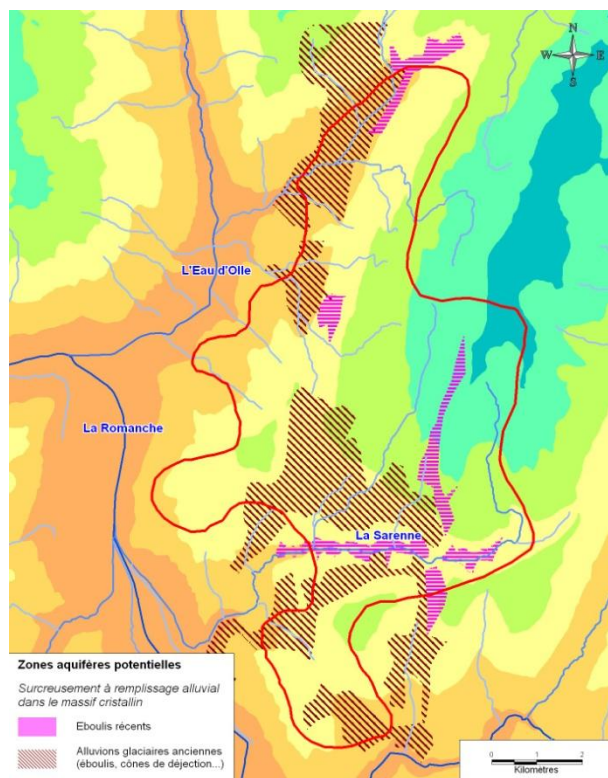 N
W E
S
L'Eau d'Olle
La Romanche
La Sarenne
Zones aquifères potentielles
Surcreusement à remplissage alluvial
dans le massif cristallin
Eboulis récents
Alluvions glaciaires anciennes
(éboulis, cônes de déjection...)
0 1 2
Kilomètres